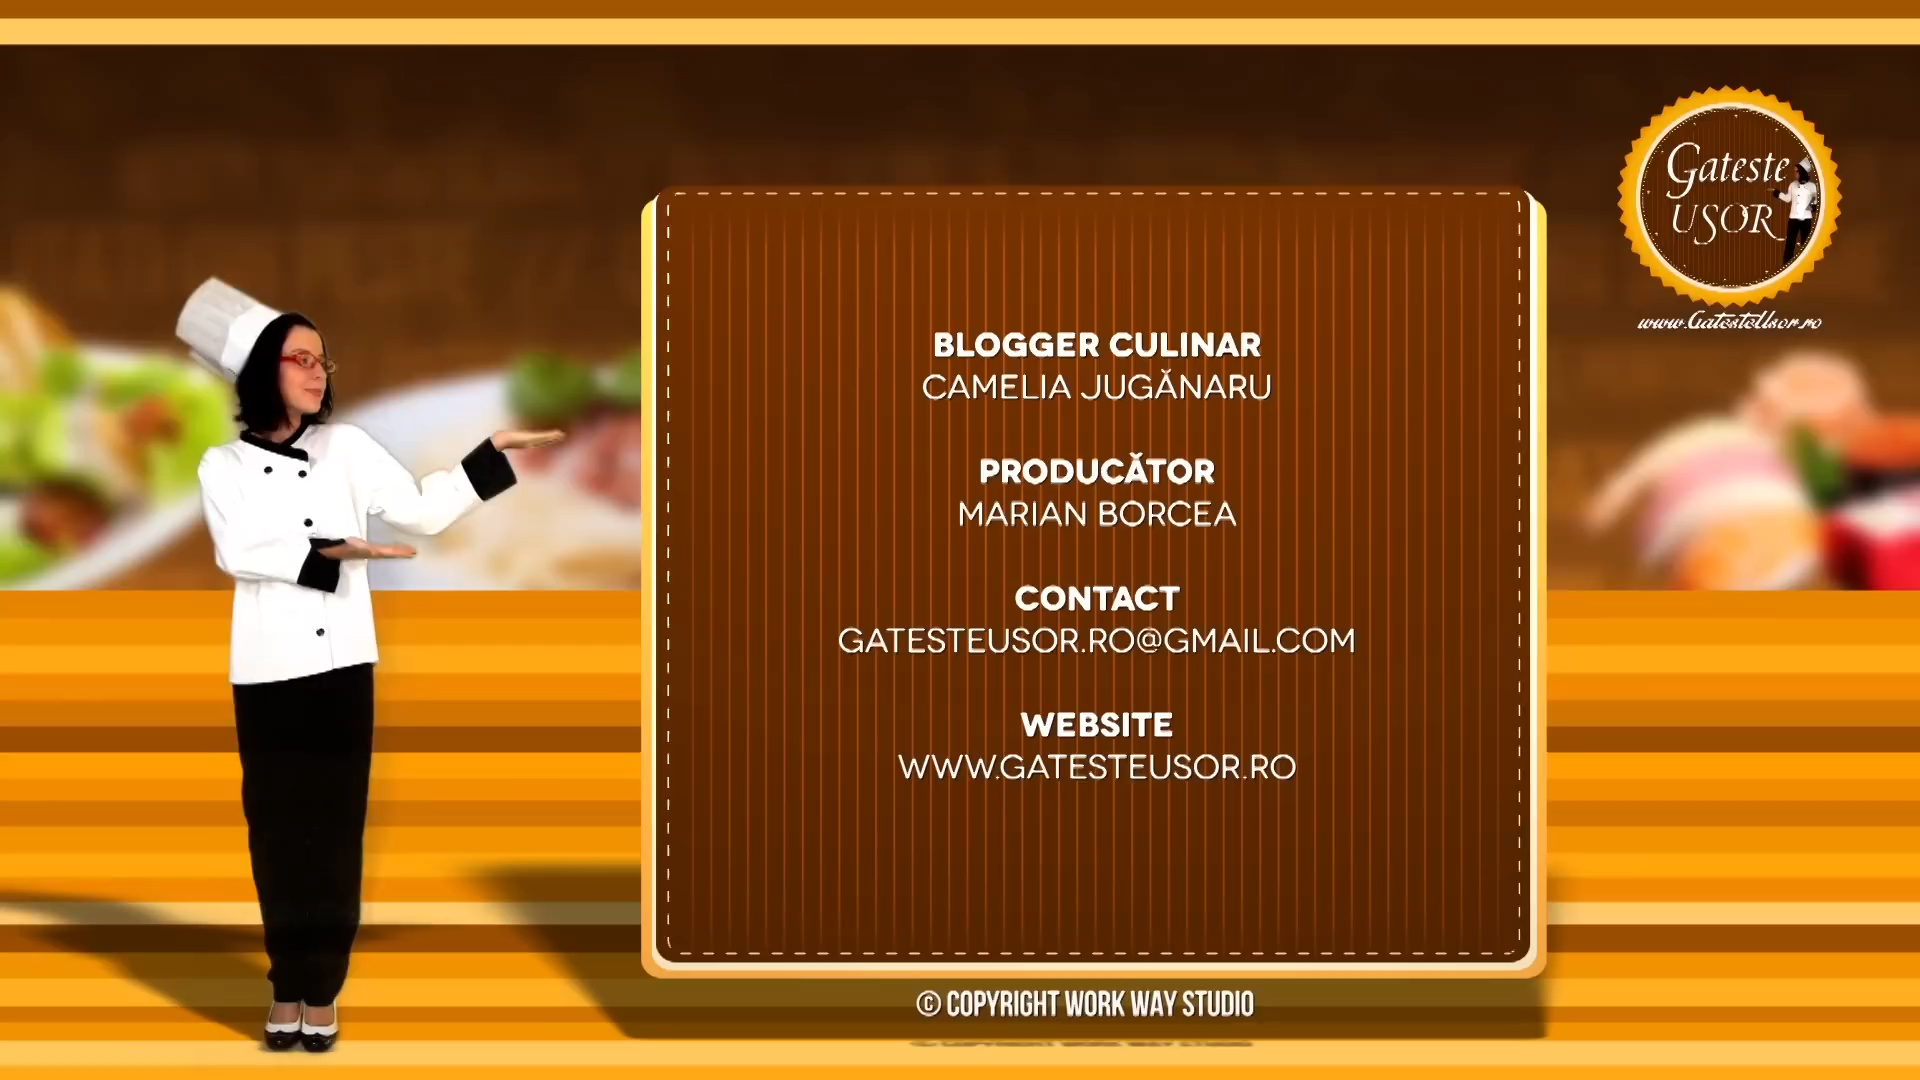 Gateste
USOR
www.GatesteUsor.ro
BLOGGER CULINAR
CAMELIA JUGĂNARU
PRODUCĂTOR
MARIAN BORCEA
CONTACT
GATESTEUSOR.RO@GMAIL.COM
WEBSITE
WWW.GATESTEUSOR.RO
© COPYRIGHT WORK WAY STUDIO